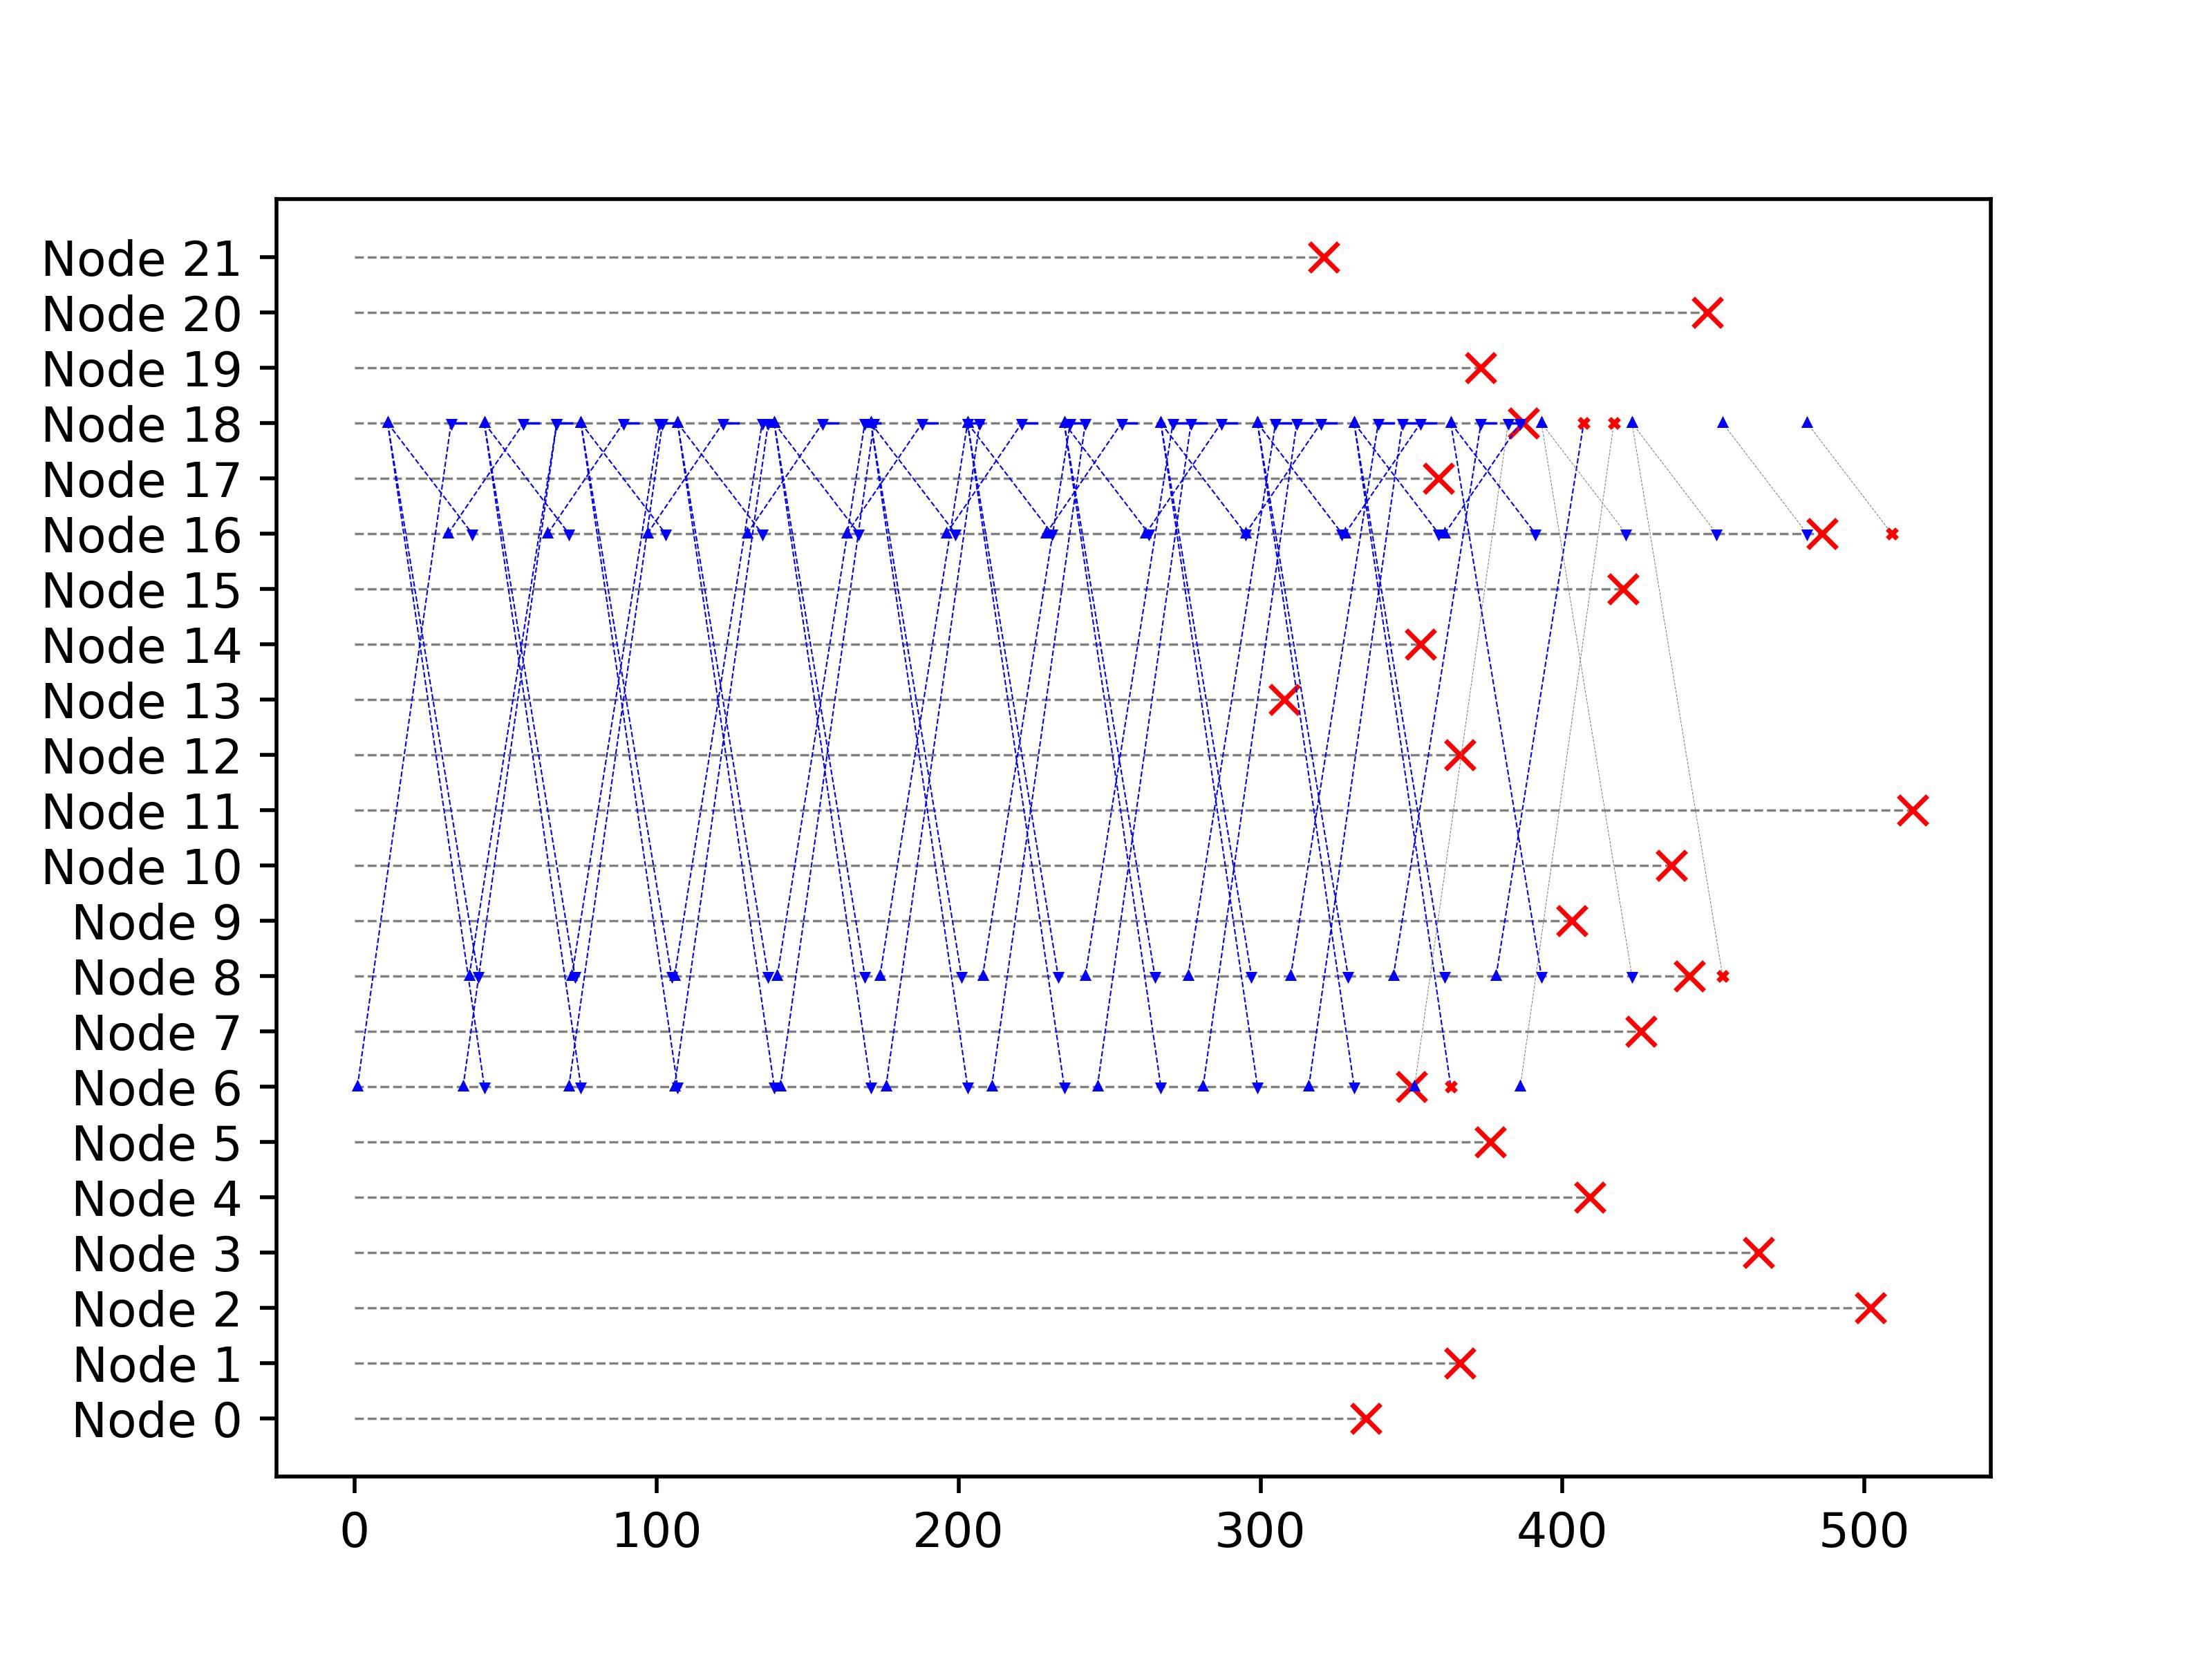 Node 21
Node 20
Node 19
Node 18
Node 17
Node 16
Node 15
Node 14
Node 13
Node 12
Node 11
Node 10
Node 9
Node 8
Node 7
Node 6
Node 5
Node 4
Node 3
Node 2
Node 1
Node 0
0 100 200 300 400 500